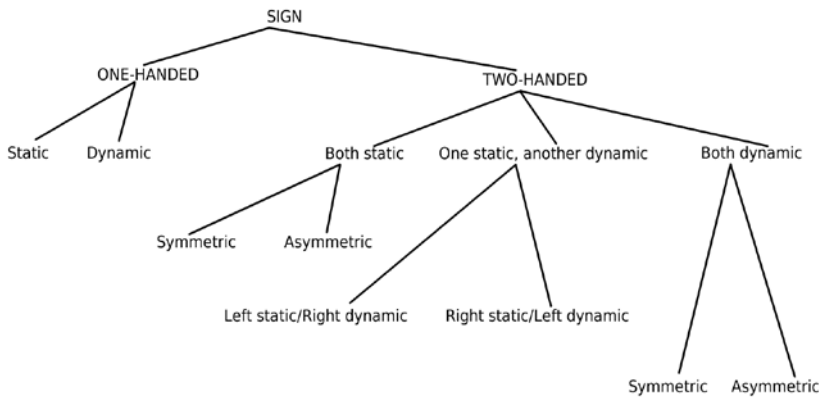 SIGN
ONE-HANDED
TWO-HANDED
Static
Dynamic
Both static
One static, another dynamic
Both dynamic
Symmetric
Asymmetric
Left static/Right dynamic
Right static/Left dynamic
Symmetric
Asymmetric